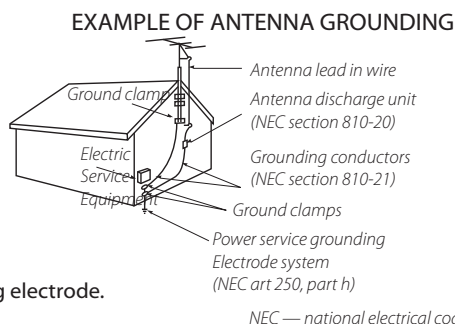 EXAMPLE OF ANTENNA GROUNDING
Antenna lead in wire
Ground clamp
Antenna discharge unit
(NEC section 810-20)
Electric
Service
Equipment
Grounding conductors
(NEC section 810-21)
Ground clamps
Power service grounding
Electrode system
(NEC art 250, part h)
g electrode.
NEC — national electrical cod